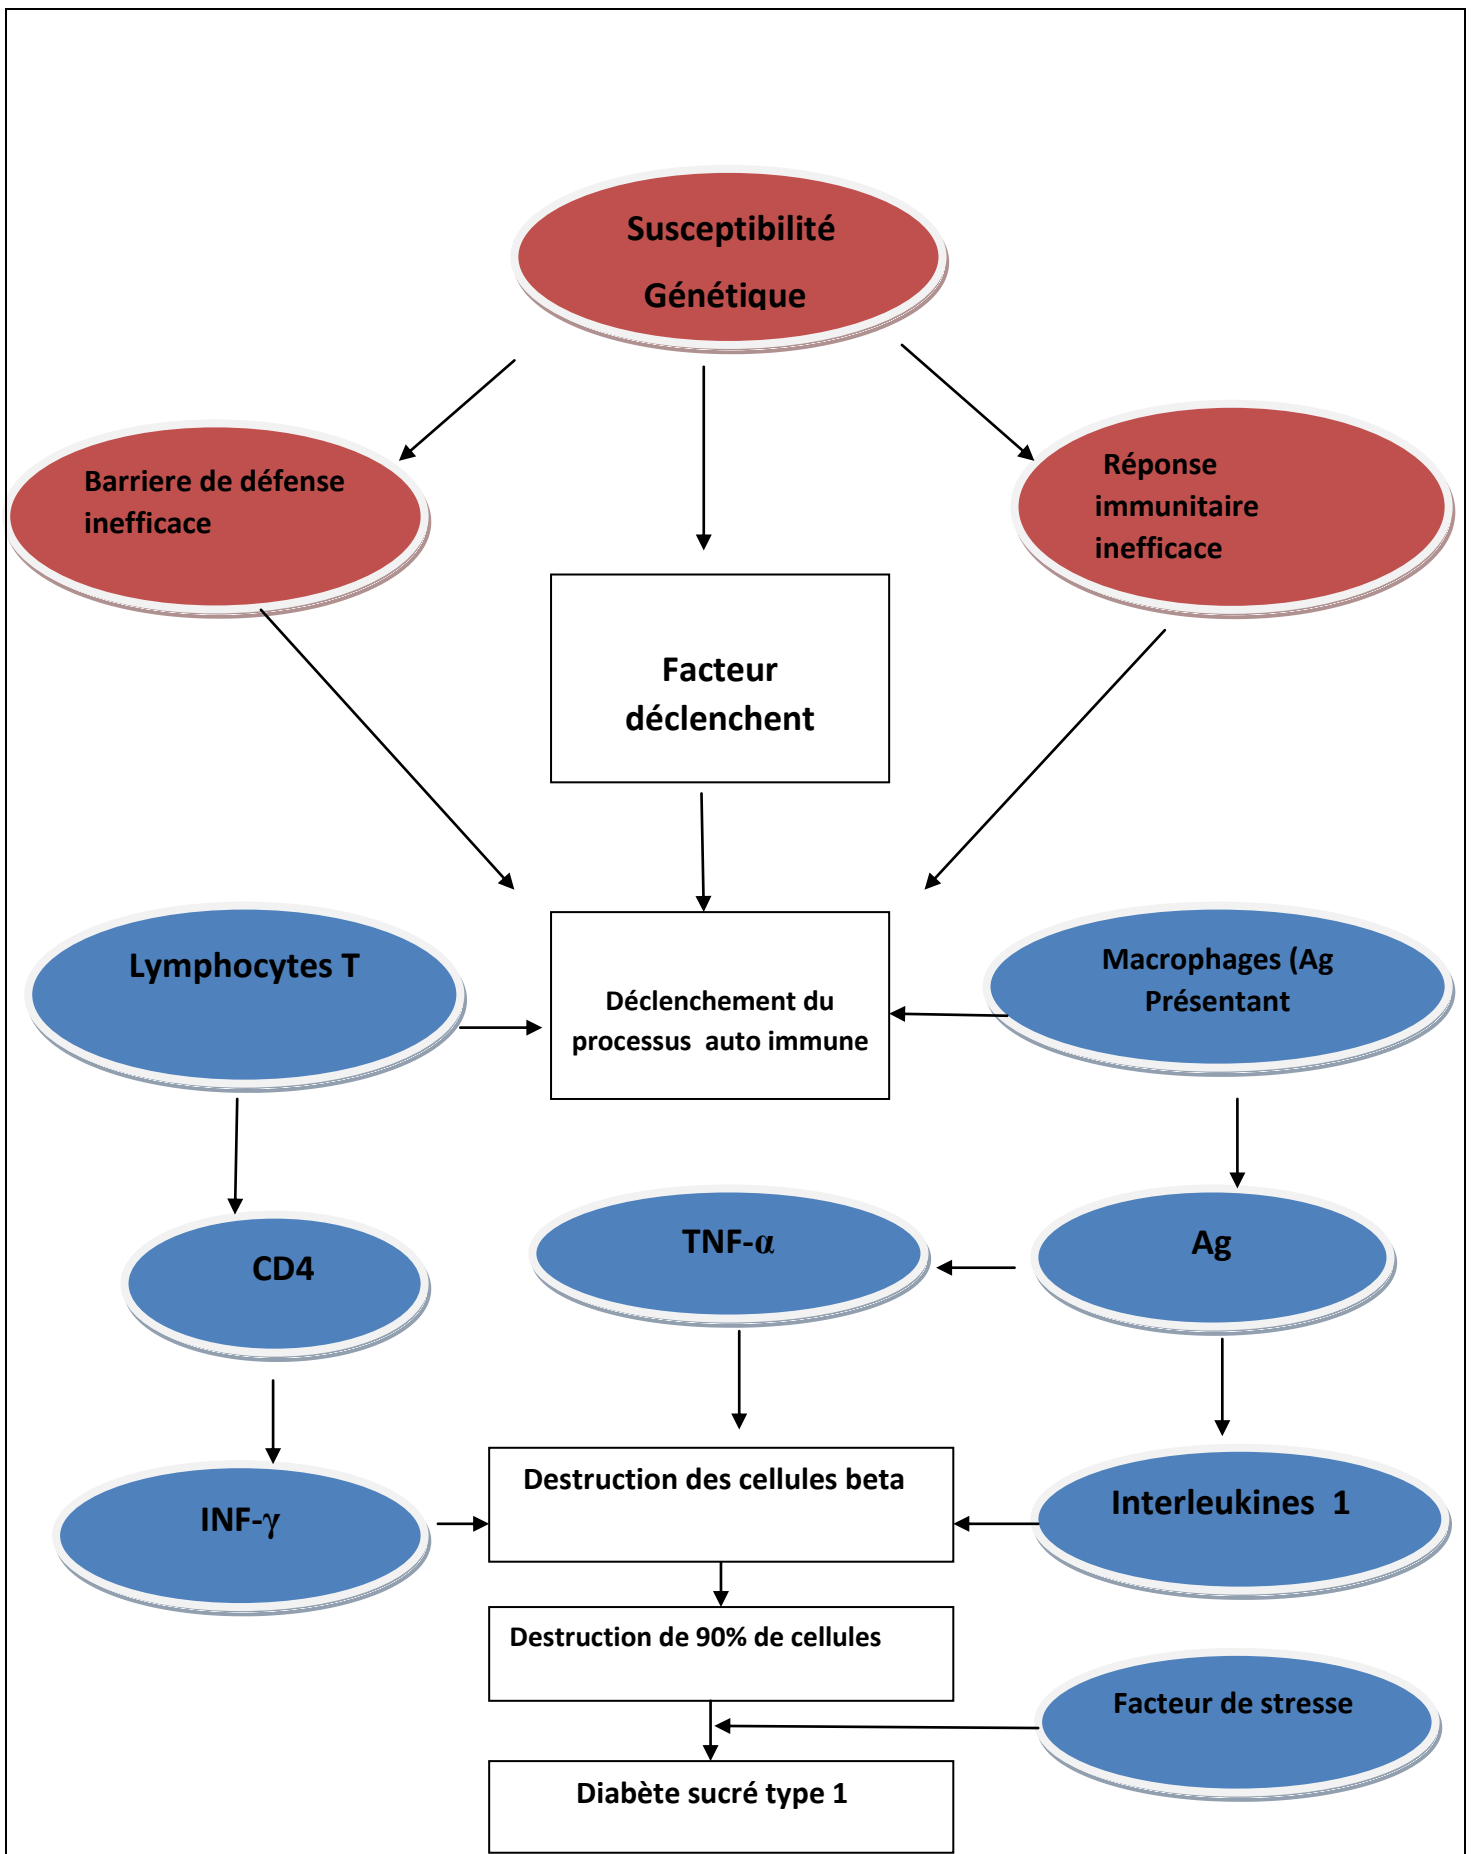 Susceptibilité
Génétique
Barriere de défense
inefficace
Réponse
immunitaire
inefficace
Facteur
déclenchent
Lymphocytes T
Déclenchement du
processus auto immune
Macrophages (Ag
Présentant
CD4
TNF-α
Ag
INF-γ
Destruction des cellules beta
Interleukines 1
Destruction de 90% de cellules
Facteur de stresse
Diabète sucré type 1